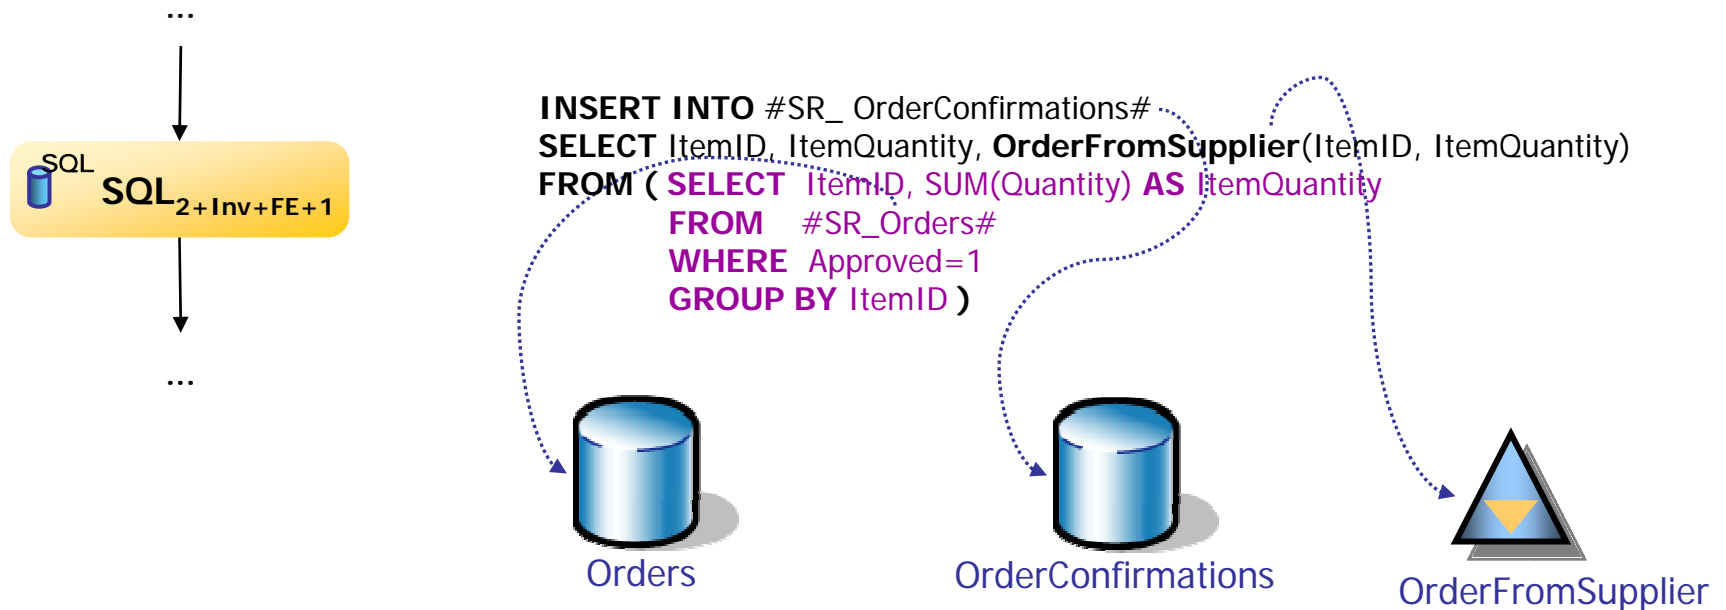 ...
SQL
SQL2+Inv+FE+1
...
INSERT INTO #SR_ OrderConfirmations#
SELECT ItemID, ItemQuantity, OrderFromSupplier(ItemID, ItemQuantity)
FROM ( SELECT ItemID, SUM(Quantity) AS ItemQuantity
FROM #SR_Orders#
WHERE Approved=1
GROUP BY ItemID )
Orders
OrderConfirmations
OrderFromSupplier